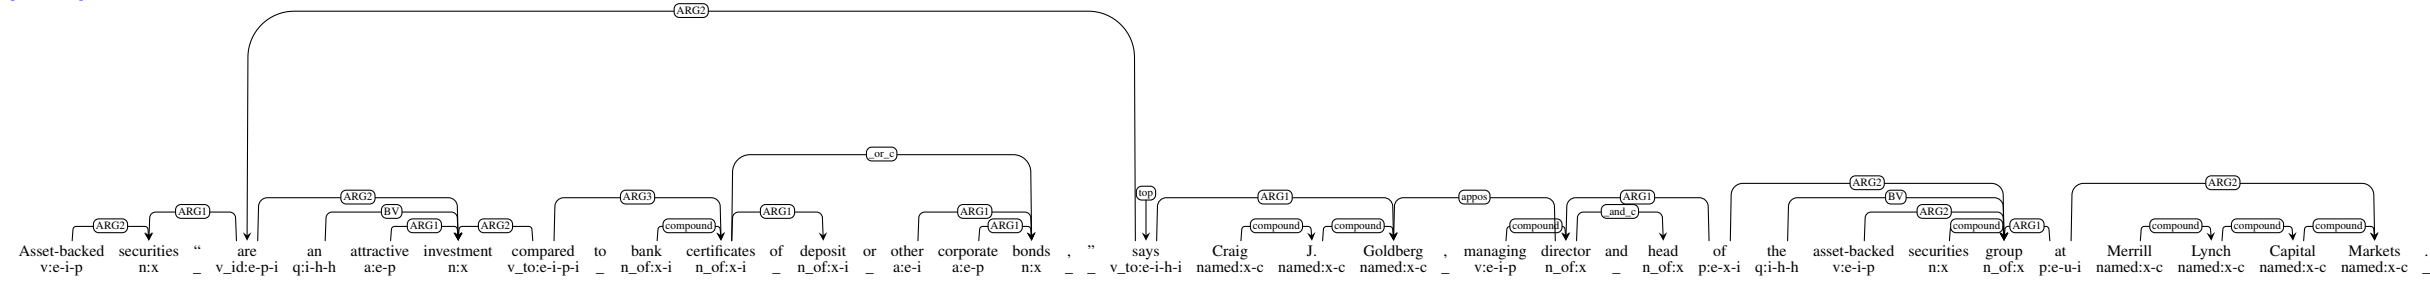 ARG2
_or_c
ARG2 ARG3 top ARG1 appos ARG1 ARG2 ARG2
ARG1 BV ARG1 ARG1 _and_c BV ARG2
ARG2 ARG1 ARG2 compound ARG1 compound compound compound compound ARG1 compound compound compound
Asset-backed securities “ are an attractive investment compared to bank certificates of deposit or other corporate bonds , ” says Craig J. Goldberg , managing director and head of the asset-backed securities group at Merrill Lynch Capital Markets .
v:e-i-p n:x _ v_id:e-p-i q:i-h-h a:e-p n:x v_to:e-i-p-i _ n_of:x-i n_of:x-i _ n_of:x-i _ a:e-i a:e-p n:x _ _ v_to:e-i-h-i named:x-c named:x-c named:x-c _ v:e-i-p n_of:x _ n_of:x p:e-x-i q:i-h-h v:e-i-p n:x n_of:x p:e-u-i named:x-c named:x-c named:x-c named:x-c _